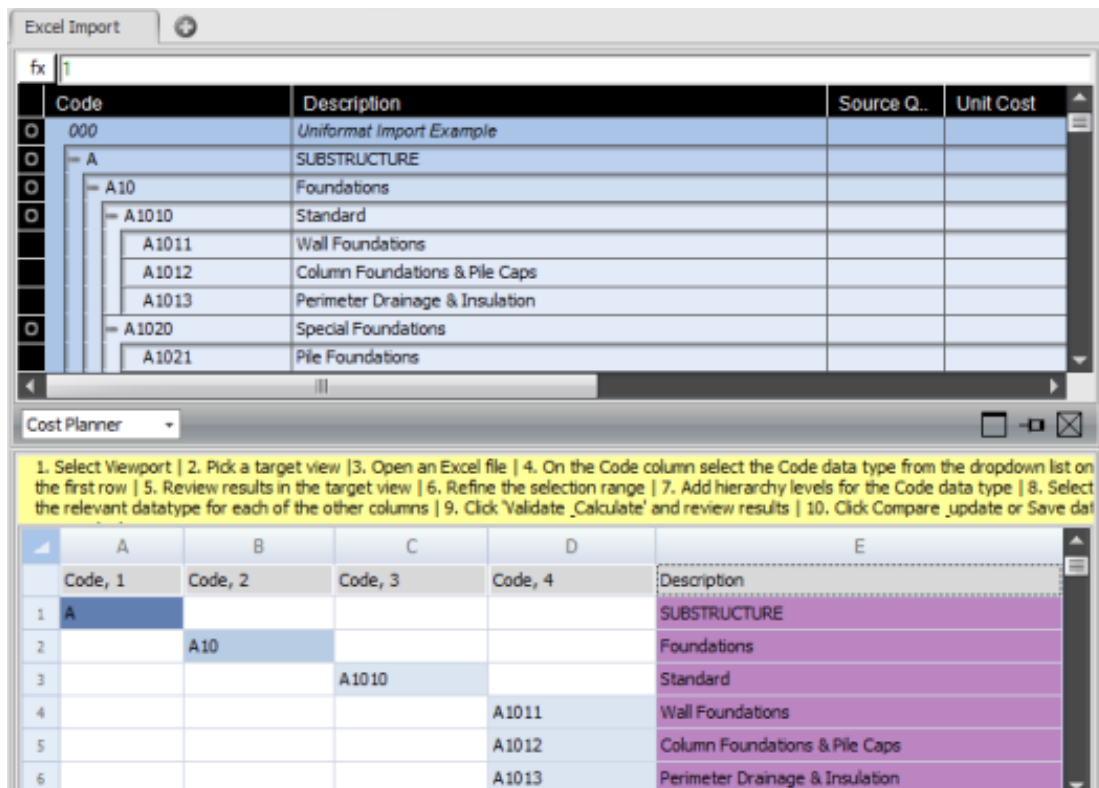 Excel Import
fx 1
Code Description Source Q.. Unit Cost
O 000 Uniformat Import Example
O A SUBSTRUCTURE
O A10 Foundations
O A1010 Standard
A1011 Wall Foundations
A1012 Column Foundations & Pile Caps
A1013 Perimeter Drainage & Insulation
O A1020 Special Foundations
A1021 Pile Foundations
Cost Planner
1. Select Viewport | 2. Pick a target view |3. Open an Excel file | 4. On the Code column select the Code data type from the dropdown list on
the first row | 5. Review results in the target view | 6. Refine the selection range | 7. Add hierarchy levels for the Code data type | 8. Select
the relevant datatype for each of the other columns | 9. Click 'Validate _Calculate' and review results | 10. Click Compare _update or Save dat
A B C D E
Code, 1 Code, 2 Code, 3 Code, 4 Description
1 A SUBSTRUCTURE
2 A10 Foundations
3 A1010 Standard
4 A1011 Wall Foundations
5 A1012 Column Foundations & Pile Caps
6 A1013 Perimeter Drainage & Insulation